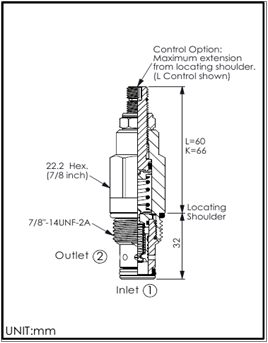 Control Option:
Maximum extension
from locating shoulder.
(L Control shown)
L=60
K=66
22.2 Hex.
(7/8 inch)
Locating
Shoulder
7/8"-14UNF-2A
32
Outlet 2
Inlet 1
UNIT:mm